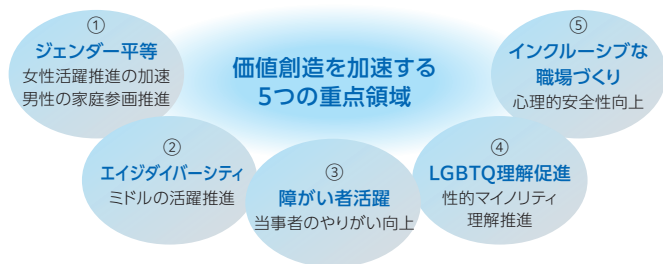 価値創造を加速する
5つの重点領域
①
ジェンダー平等
女性活躍推進の加速
男性の家庭参画推進
②
エイジダイバーシティ
ミドルの活躍推進
③
障がい者活躍
当事者のやりがい向上
④
LGBTQ理解促進
性的マイノリティ
理解推進
⑤
インクルーシブな
職場づくり
心理的安全性向上